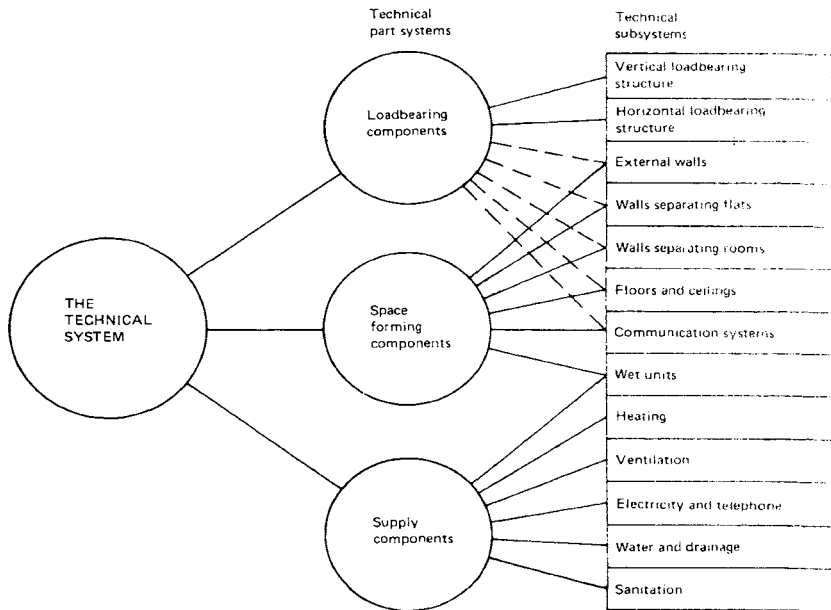 Technical
part systems
Technical
subsystems
Loadbearing
components
Vertical loadbearing
structure
Horizontal loadbearing
structure
External walls
Walls separating flats
Walls separating rooms
THE
TECHNICAL
SYSTEM
Space
forming
components
Floors and ceilings
Communication systems
Wet units
Heating
Ventilation
Supply
components
Electricity and telephone
Water and drainage
Sanitation